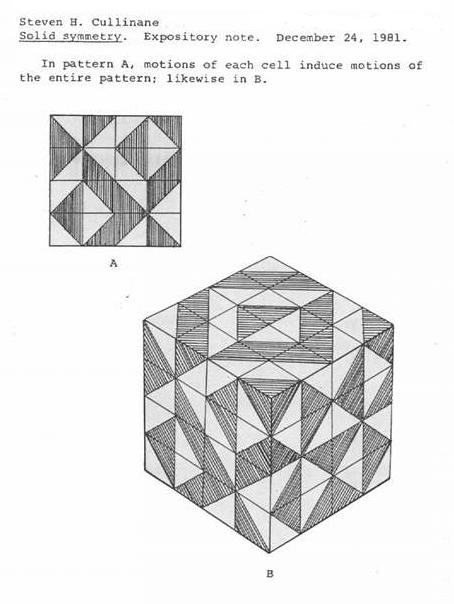 Steven H. Cullinane
Solid symmetry. Expository note. December 24, 1981.
In pattern A, motions of each cell induce motions of
the entire pattern; likewise in B.
A
B